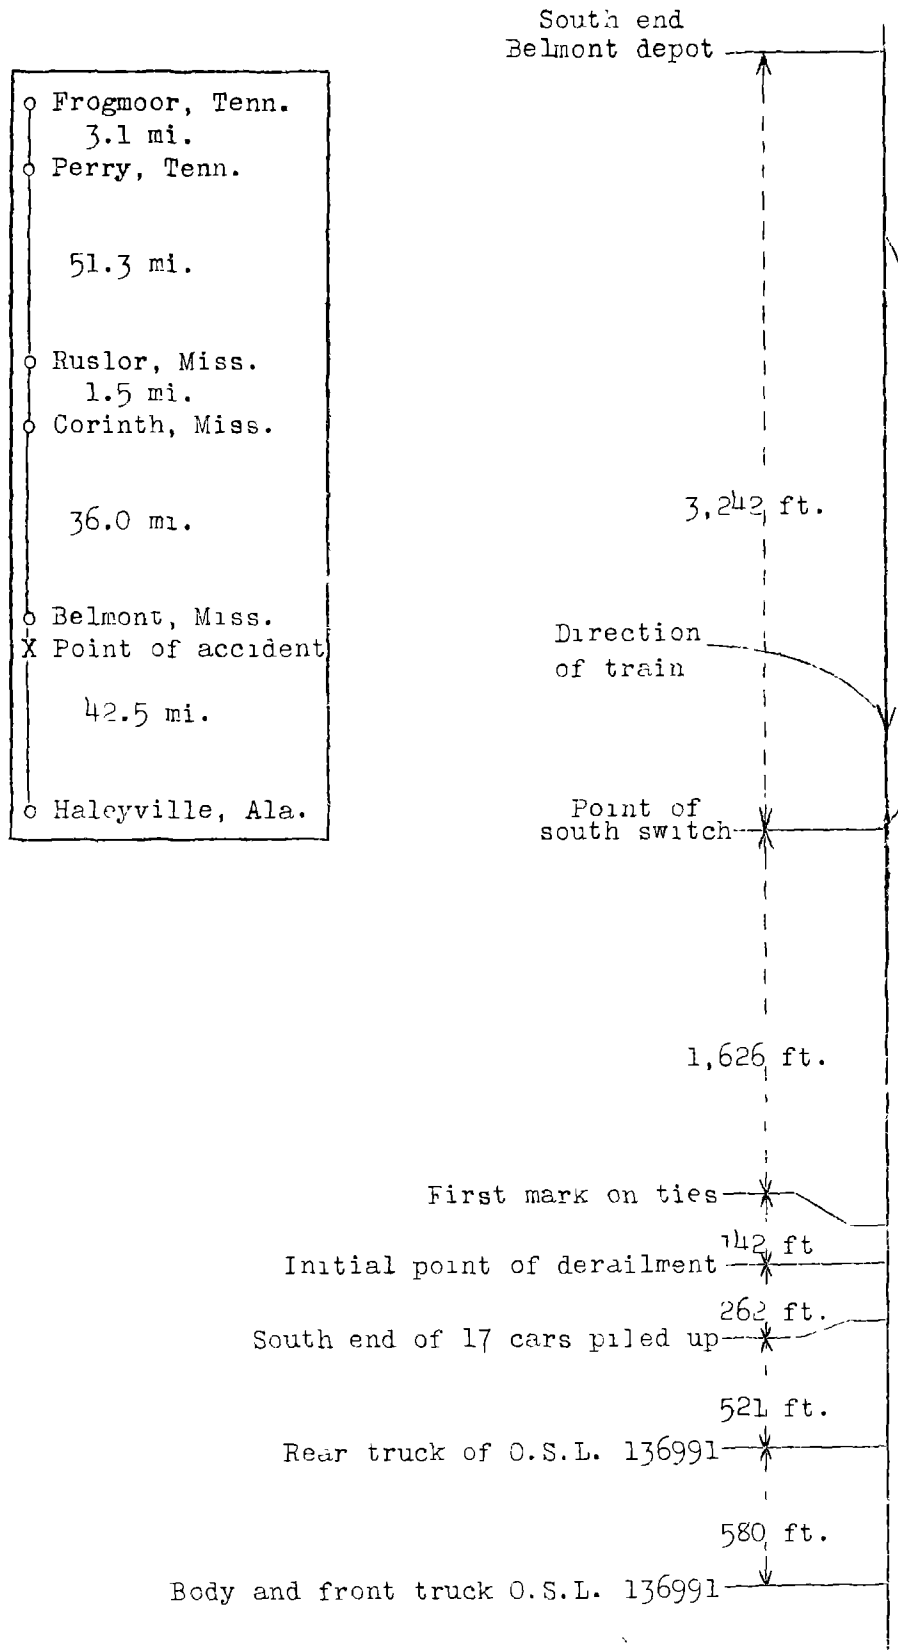 South end
Belmont depot
Frogmoor, Tenn.
3.1 mi.
Perry, Tenn.
51.3 mi.
Ruslor, Miss.
1.5 mi.
Corinth, Miss.
36.0 mi.
Belmont, Miss.
X Point of accident
42.5 mi.
Haleyville, Ala.
3,242 ft.
Direction
of train
Point of
south switch
1,626 ft.
First mark on ties
142 ft
Initial point of derailment
262 ft.
South end of 17 cars piled up
521 ft.
Rear truck of O.S.L. 136991
580 ft.
Body and front truck O.S.L. 136991